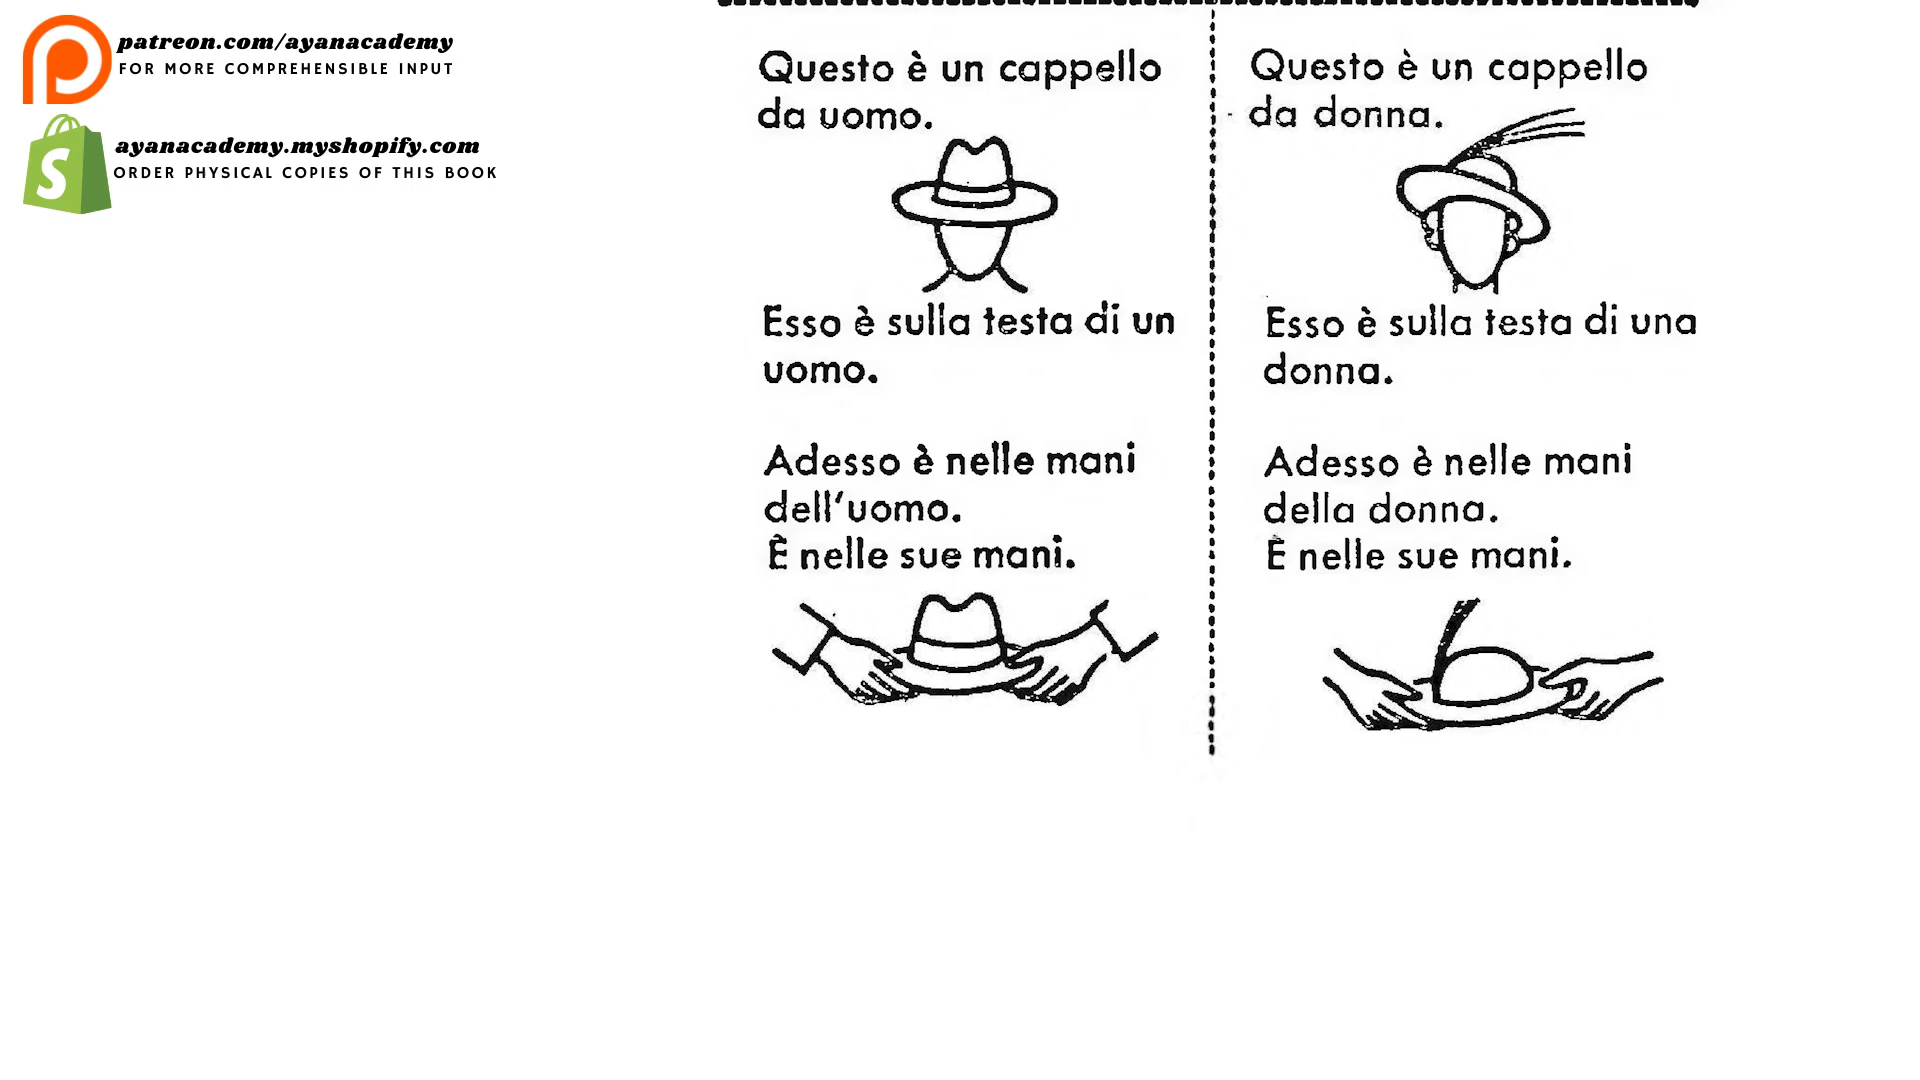 patreon.com/ayanacademy
FOR MORE COMPREHENSIBLE INPUT
S
ayanacademy.myshopify.com
ORDER PHYSICAL COPIES OF THIS BOOK
Questo è un cappello
da uomo.
Esso è sulla testa di un
uomo.
Adesso è nelle mani
dell'uomo.
È nelle sue mani.
Questo è un cappello
da donna.
Esso è sulla testa di una
donna.
Adesso è nelle mani
della donna.
È nelle sue mani.